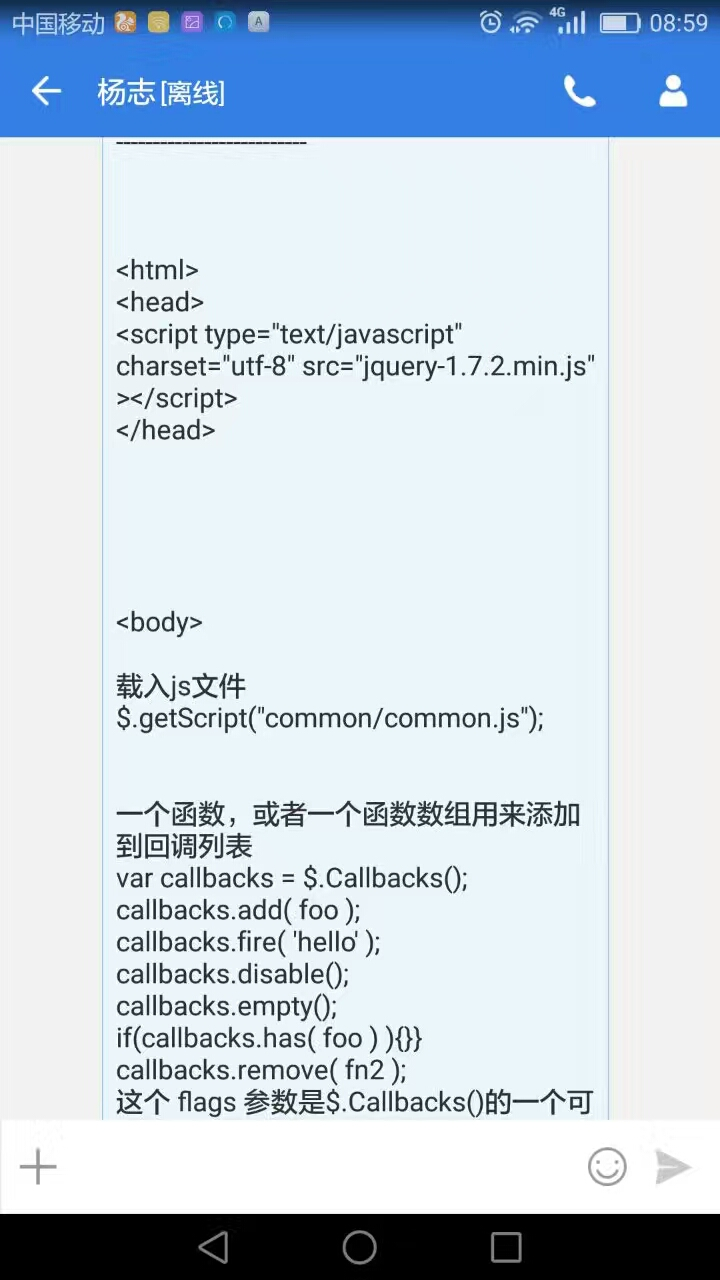 中国移动 A 4G 08:59
杨志[离线]
--------------------------
<html>
<head>
<script type="text/javascript"
charset="utf-8" src="jquery-1.7.2.min.js"
></script>
</head>
<body>
载入js文件
$.getScript("common/common.js");
一个函数，或者一个函数数组用来添加
到回调列表
var callbacks = $.Callbacks();
callbacks.add( foo );
callbacks.fire( 'hello' );
callbacks.disable();
callbacks.empty();
if(callbacks.has( foo ) ){}}
callbacks.remove( fn2 );
这个 flags 参数是$.Callbacks()的一个可